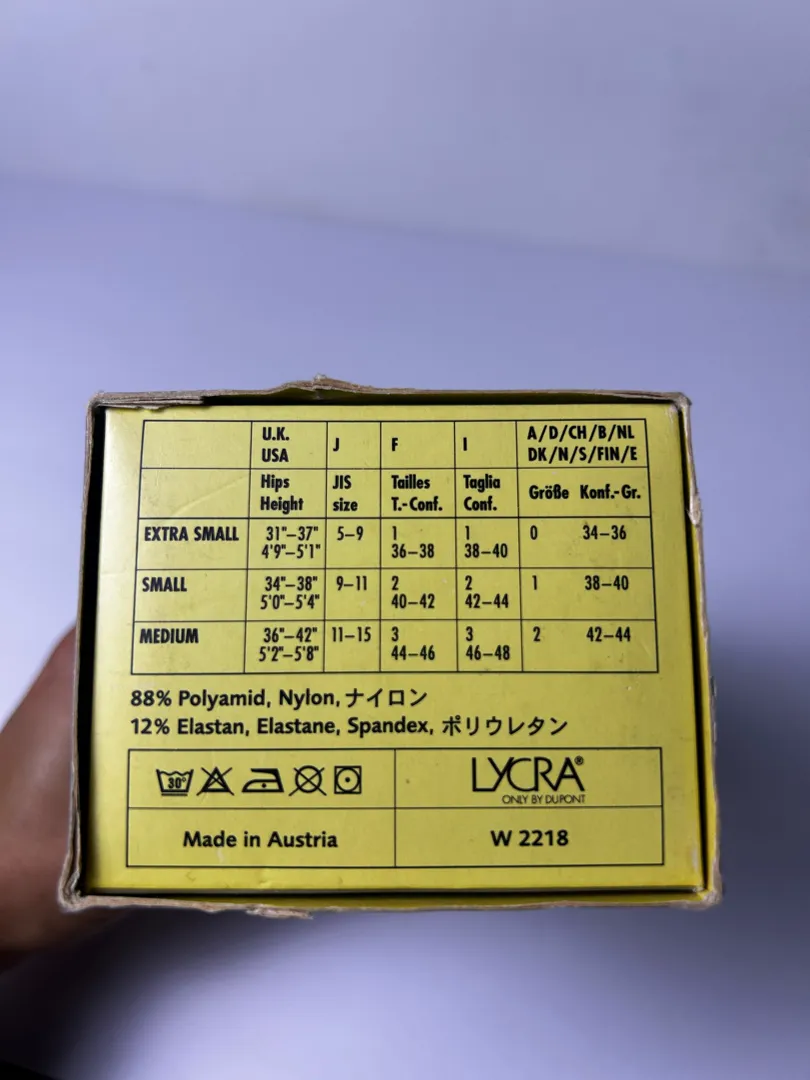 U.K. USA J F I A/D/CH/B/NL DK/N/S/FIN/E
Hips Height JIS size Tailles T.-Conf. Taglia Conf. Größe Konf.-Gr.
EXTRA SMALL 31"–37" 4'9"–5'1" 5–9 1 36–38 1 38–40 0 34–36
SMALL 34"–38" 5'0"–5'4" 9–11 2 40–42 2 42–44 1 38–40
MEDIUM 36"–42" 5'2"–5'8" 11–15 3 44–46 3 46–48 2 42–44
88% Polyamid, Nylon, ナイロン
12% Elastan, Elastane, Spandex, ポリウレタン
30°
LYCRA®
ONLY BY DUPONT
Made in Austria
W 2218